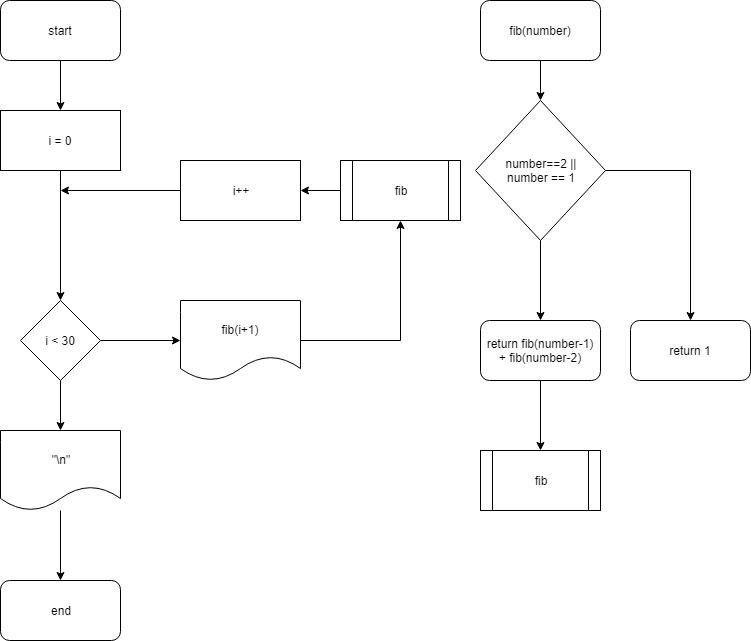 start
i = 0
i++
fib
i < 30
fib(i+1)
"\n"
end
fib(number)
number==2 ||
number == 1
return fib(number-1)
+ fib(number-2)
return 1
fib